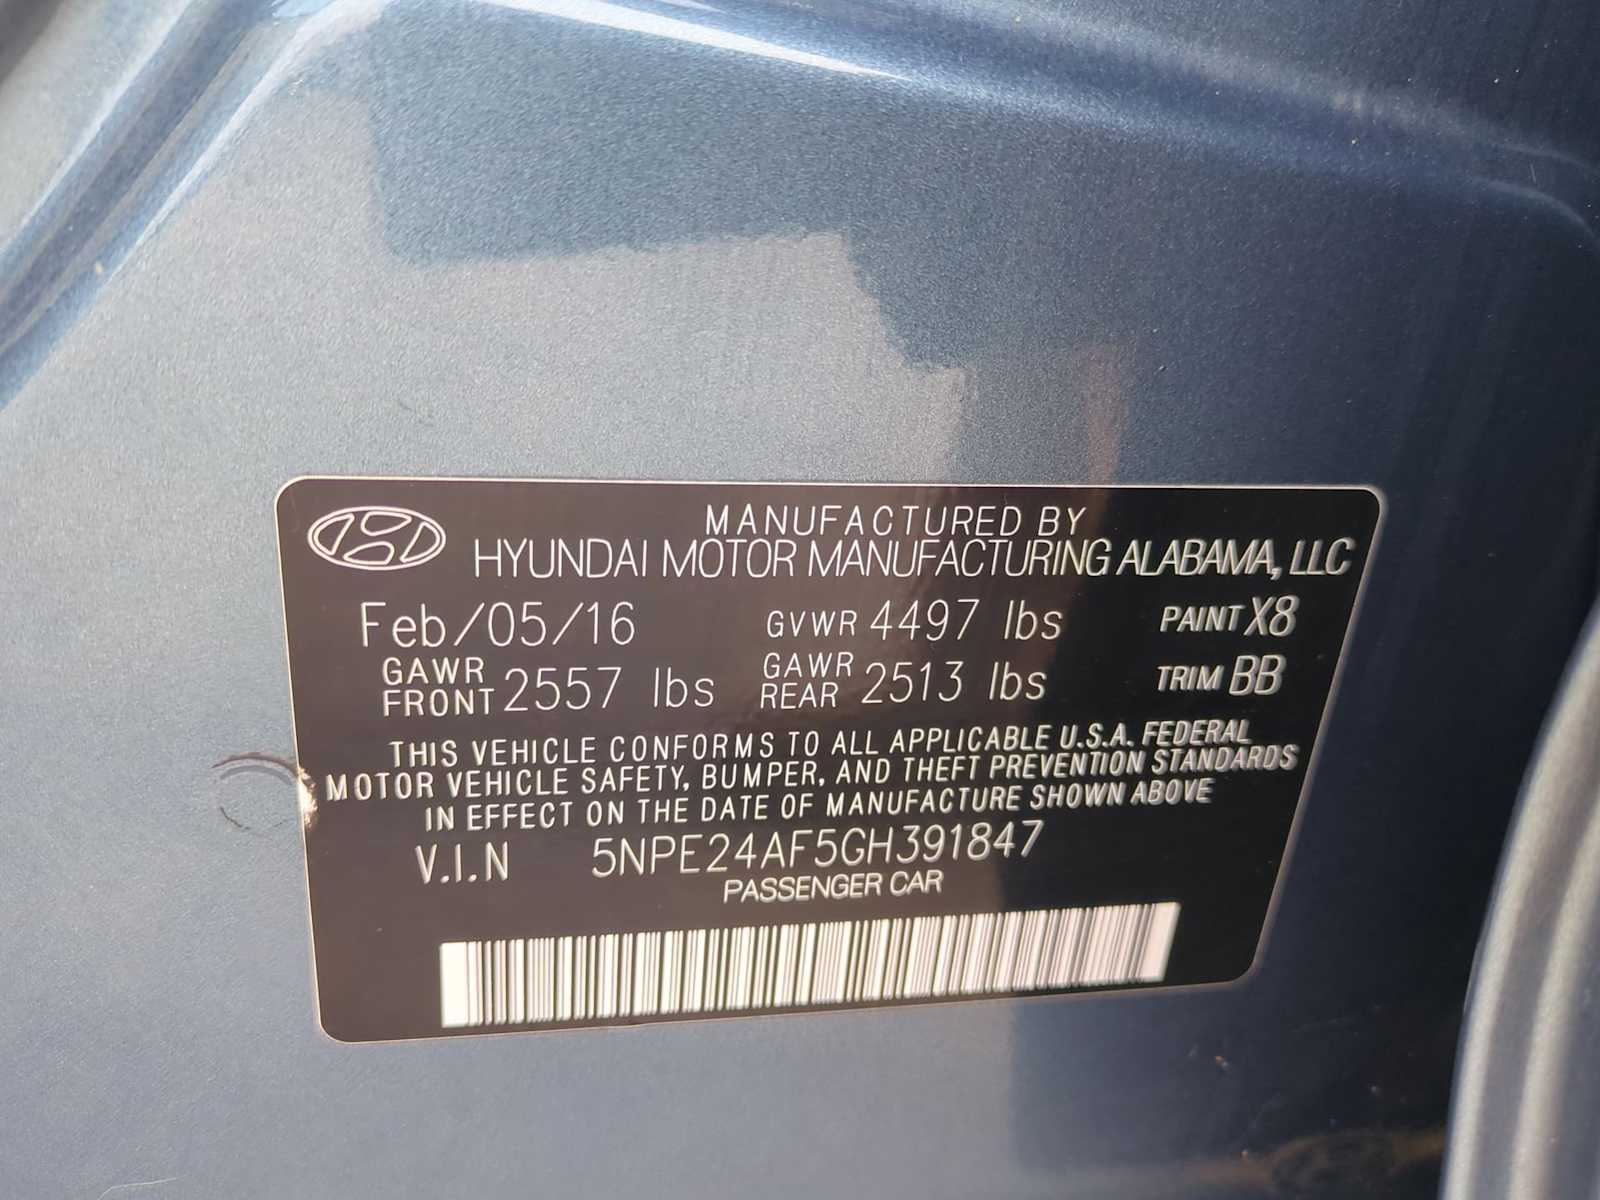 MANUFACTURED BY
HYUNDAI MOTOR MANUFACTURING ALABAMA, LLC
Feb/05/16 GVWR 4497 lbs PAINT X8
GAWR FRONT 2557 lbs GAWR REAR 2513 lbs TRIM BB
THIS VEHICLE CONFORMS TO ALL APPLICABLE U.S.A. FEDERAL
MOTOR VEHICLE SAFETY, BUMPER, AND THEFT PREVENTION STANDARDS
IN EFFECT ON THE DATE OF MANUFACTURE SHOWN ABOVE
V.I.N 5NPE24AF5GH391847
PASSENGER CAR